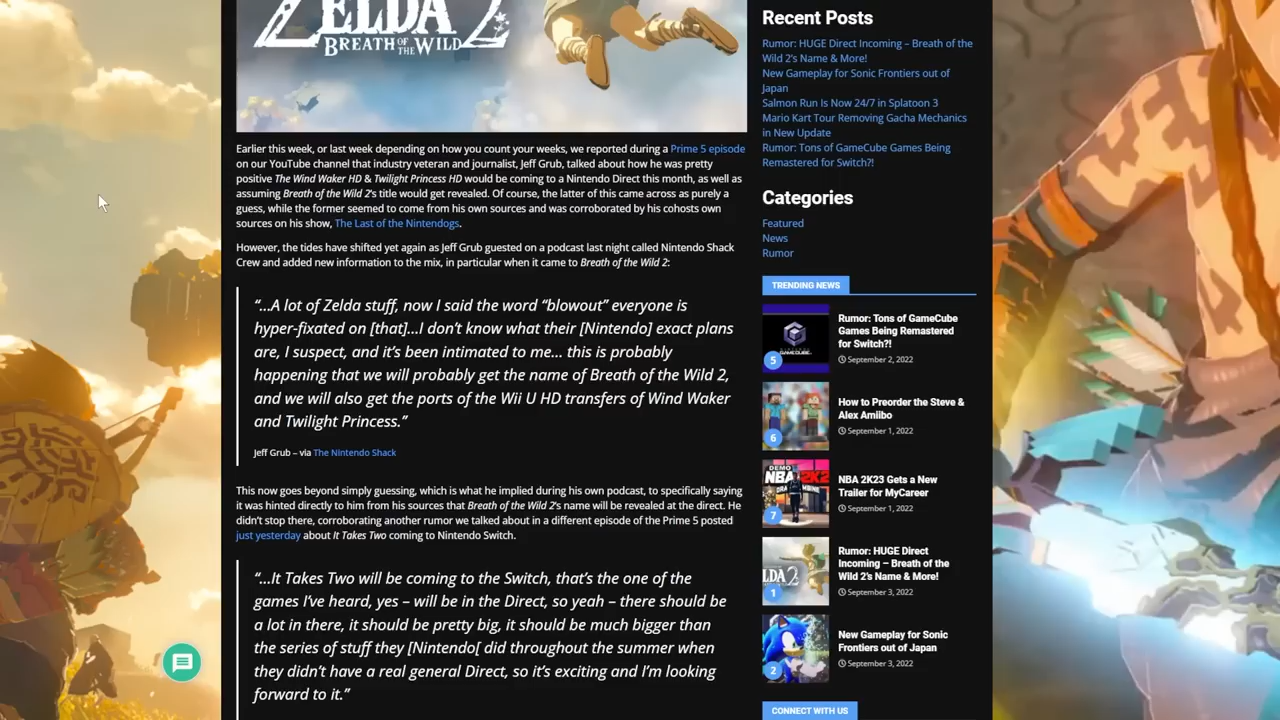 ZELDA 2
BREATH OF THE WILD
Earlier this week, or last week depending on how you count your weeks, we reported during a Prime 5 episode
on our YouTube channel that industry veteran and journalist, Jeff Grub, talked about how he was pretty
positive The Wind Waker HD & Twilight Princess HD would be coming to a Nintendo Direct this month, as well as
assuming Breath of the Wild 2's title would get revealed. Of course, the latter of this came across as purely a
guess, while the former seemed to come from his own sources and was corroborated by his cohosts own
sources on his show, The Last of the Nintendogs.
However, the tides have shifted yet again as Jeff Grub guested on a podcast last night called Nintendo Shack
Crew and added new information to the mix, in particular when it came to Breath of the Wild 2:
“...A lot of Zelda stuff, now I said the word “blowout” everyone is
hyper-fixated on [that]...I don’t know what their [Nintendo] exact plans
are, I suspect, and it’s been intimated to me... this is probably
happening that we will probably get the name of Breath of the Wild 2,
and we will also get the ports of the Wii U HD transfers of Wind Waker
and Twilight Princess.”
Jeff Grub – via The Nintendo Shack
This now goes beyond simply guessing, which is what he implied during his own podcast, to specifically saying
it was hinted directly to him from his sources that Breath of the Wild 2’s name will be revealed at the direct. He
didn’t stop there, corroborating another rumor we talked about in a different episode of the Prime 5 posted
just yesterday about It Takes Two coming to Nintendo Switch.
“...It Takes Two will be coming to the Switch, that’s the one of the
games I’ve heard, yes – will be in the Direct, so yeah – there should be
a lot in there, it should be pretty big, it should be much bigger than
the series of stuff they [Nintendo[ did throughout the summer when
they didn’t have a real general Direct, so it’s exciting and I’m looking
forward to it.”
Recent Posts
Rumor: HUGE Direct Incoming – Breath of the
Wild 2’s Name & More!
New Gameplay for Sonic Frontiers out of
Japan
Salmon Run Is Now 24/7 in Splatoon 3
Mario Kart Tour Removing Gacha Mechanics
in New Update
Rumor: Tons of GameCube Games Being
Remastered for Switch?!
Categories
Featured
News
Rumor
TRENDING NEWS
5
Rumor: Tons of GameCube
Games Being Remastered
for Switch?!
September 2, 2022
6
How to Preorder the Steve &
Alex Amiibo
September 1, 2022
DEMO
NBA 2K2
7
NBA 2K23 Gets a New
Trailer for MyCareer
September 1, 2022
LDA 2
1
Rumor: HUGE Direct
Incoming – Breath of the
Wild 2’s Name & More!
September 3, 2022
2
New Gameplay for Sonic
Frontiers out of Japan
September 3, 2022
CONNECT WITH US